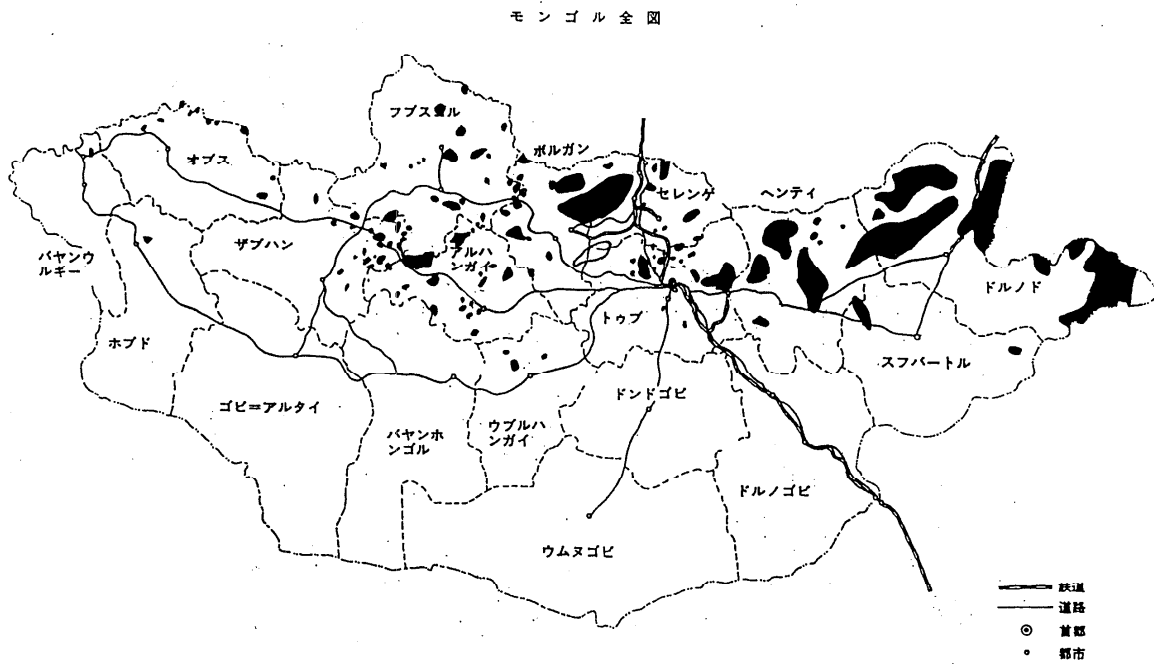 モンゴル全図
フブスグル
ボルガン
オブス
セレンゲ
ヘンティ
ザブハン
アルハ
ンガイ
バヤンウ
ルギー
ドルノド
トゥブ
ホブド
スフバートル
ゴビ=アルタイ
ドンドゴビ
バヤンホ
ンゴル
ウブルハ
ンガイ
ドルノゴビ
ウムヌゴビ
鉄道
道路
首都
都市